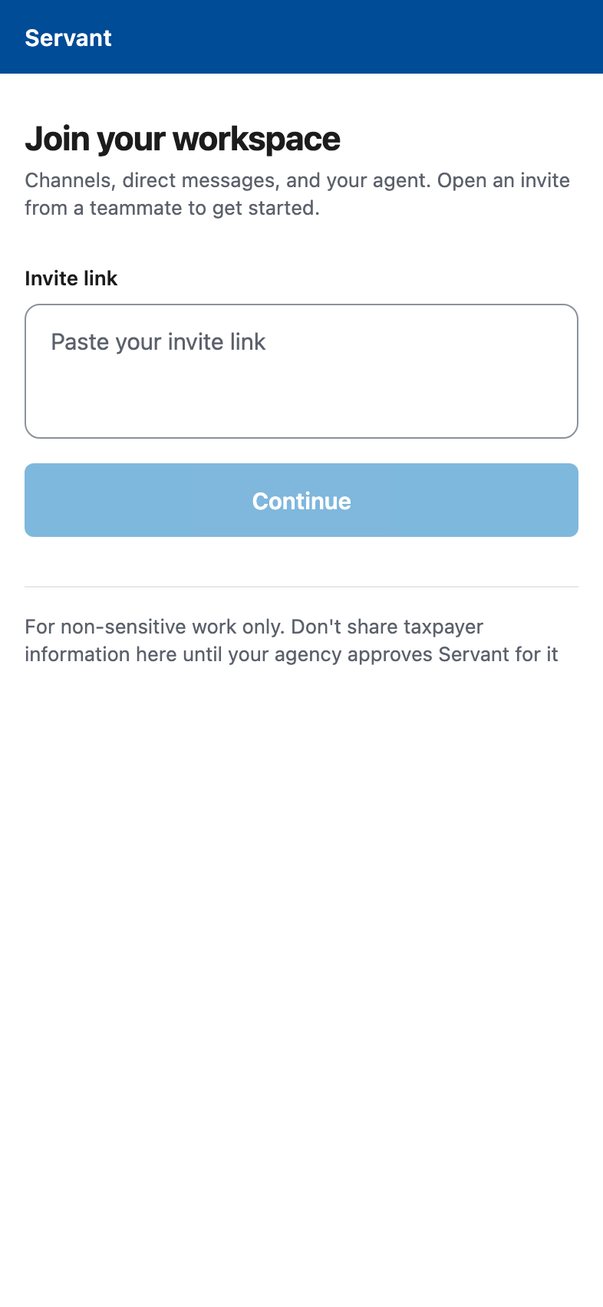 Servant
Join your workspace
Channels, direct messages, and your agent. Open an invite
from a teammate to get started.
Invite link
Paste your invite link
Continue
For non-sensitive work only. Don't share taxpayer
information here until your agency approves Servant for it